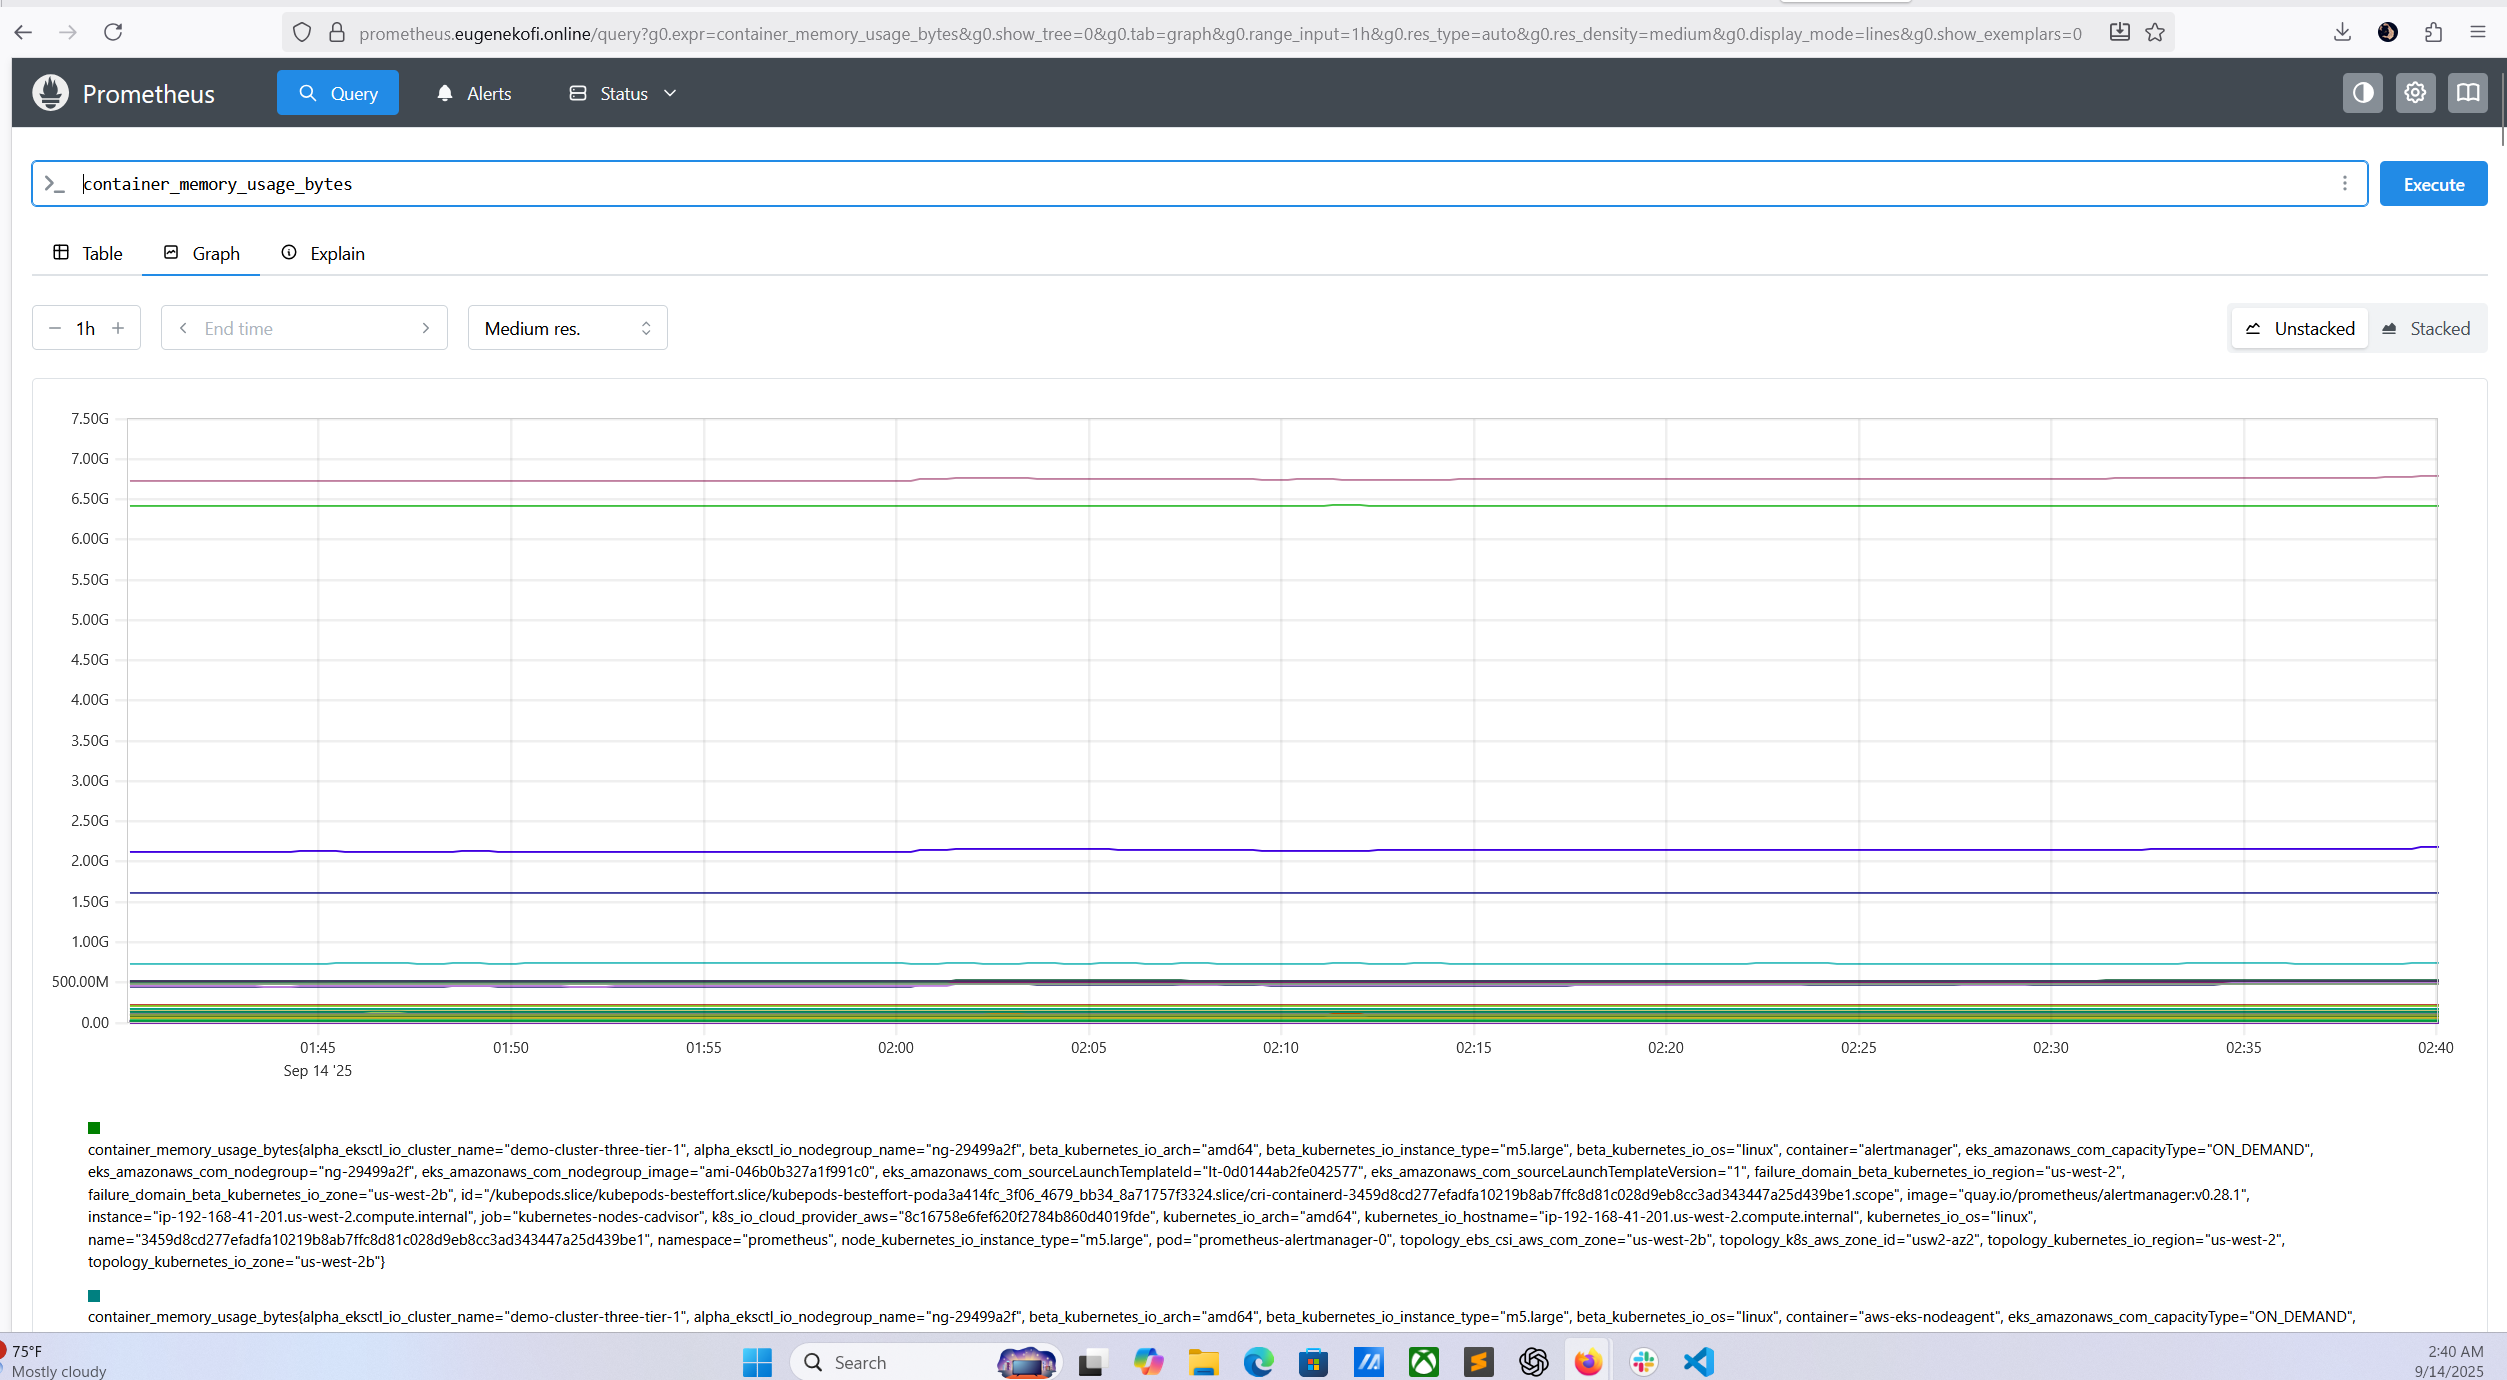 prometheus.eugenekofi.online/query?g0.expr=container_memory_usage_bytes&g0.show_tree=0&g0.tab=graph&g0.range_input=1h&g0.res_type=auto&g0.res_density=medium&g0.display_mode=lines&g0.show_exemplars=0
Prometheus
Query
Alerts
Status
container_memory_usage_bytes
Execute
Table
Graph
Explain
1h
End time
Medium res.
Unstacked
Stacked
7.50G
7.00G
6.50G
6.00G
5.50G
5.00G
4.50G
4.00G
3.50G
3.00G
2.50G
2.00G
1.50G
1.00G
500.00M
0.00
01:45
01:50
01:55
02:00
02:05
02:10
02:15
02:20
02:25
02:30
02:35
02:40
Sep 14 '25
container_memory_usage_bytes{alpha_eksctl_io_cluster_name="demo-cluster-three-tier-1", alpha_eksctl_io_nodegroup_name="ng-29499a2f", beta_kubernetes_io_arch="amd64", beta_kubernetes_io_instance_type="m5.large", beta_kubernetes_io_os="linux", container="alertmanager", eks_amazonaws_com_capacityType="ON_DEMAND",
eks_amazonaws_com_nodegroup="ng-29499a2f", eks_amazonaws_com_nodegroup_image="ami-046b0b327a1f991c0", eks_amazonaws_com_sourceLaunchTemplateId="lt-0d0144ab2fe042577", eks_amazonaws_com_sourceLaunchTemplateVersion="1", failure_domain_beta_kubernetes_io_region="us-west-2",
failure_domain_beta_kubernetes_io_zone="us-west-2b", id="/kubepods.slice/kubepods-besteffort.slice/kubepods-besteffort-poda3a414fc_3f06_4679_bb34_8a71757f3324.slice/cri-containerd-3459d8cd277efadfa10219b8ab7ffc8d81c028d9eb8cc3ad343447a25d439be1.scope", image="quay.io/prometheus/alertmanager:v0.28.1",
instance="ip-192-168-41-201.us-west-2.compute.internal", job="kubernetes-nodes-cadvisor", k8s_io_cloud_provider_aws="8c16758e6fef620f2784b860d4019fde", kubernetes_io_arch="amd64", kubernetes_io_hostname="ip-192-168-41-201.us-west-2.compute.internal", kubernetes_io_os="linux",
name="3459d8cd277efadfa10219b8ab7ffc8d81c028d9eb8cc3ad343447a25d439be1", namespace="prometheus", node_kubernetes_io_instance_type="m5.large", pod="prometheus-alertmanager-0", topology_ebs_csi_aws_com_zone="us-west-2b", topology_k8s_aws_zone_id="usw2-az2", topology_kubernetes_io_region="us-west-2",
topology_kubernetes_io_zone="us-west-2b"}
container_memory_usage_bytes{alpha_eksctl_io_cluster_name="demo-cluster-three-tier-1", alpha_eksctl_io_nodegroup_name="ng-29499a2f", beta_kubernetes_io_arch="amd64", beta_kubernetes_io_instance_type="m5.large", beta_kubernetes_io_os="linux", container="aws-eks-nodeagent", eks_amazonaws_com_capacityType="ON_DEMAND",
75°F
Mostly cloudy
Search
2:40 AM
9/14/2025